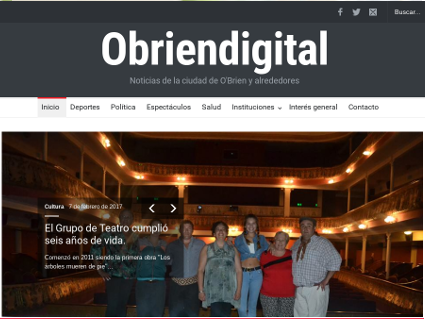 Buscar...
Obriendigital
Noticias de la ciudad de O'Brien y alrededores
Inicio Deportes Política Espectáculos Salud Instituciones Interés general Contacto
Cultura 7 de febrero de 2017
El Grupo de Teatro cumplió
seis años de vida.
Comenzó en 2011 siendo la primera obra "Los
árboles mueren de pie"...